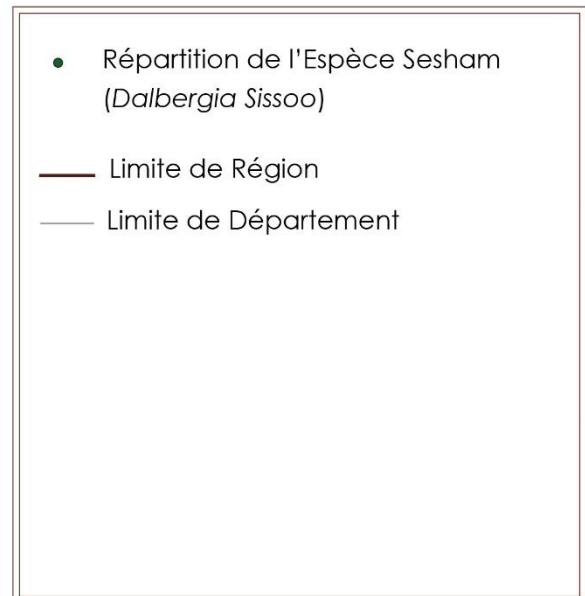 Répartition de l'Espèce Sesham
(Dalbergia Sissoo)
Limite de Région
Limite de Département